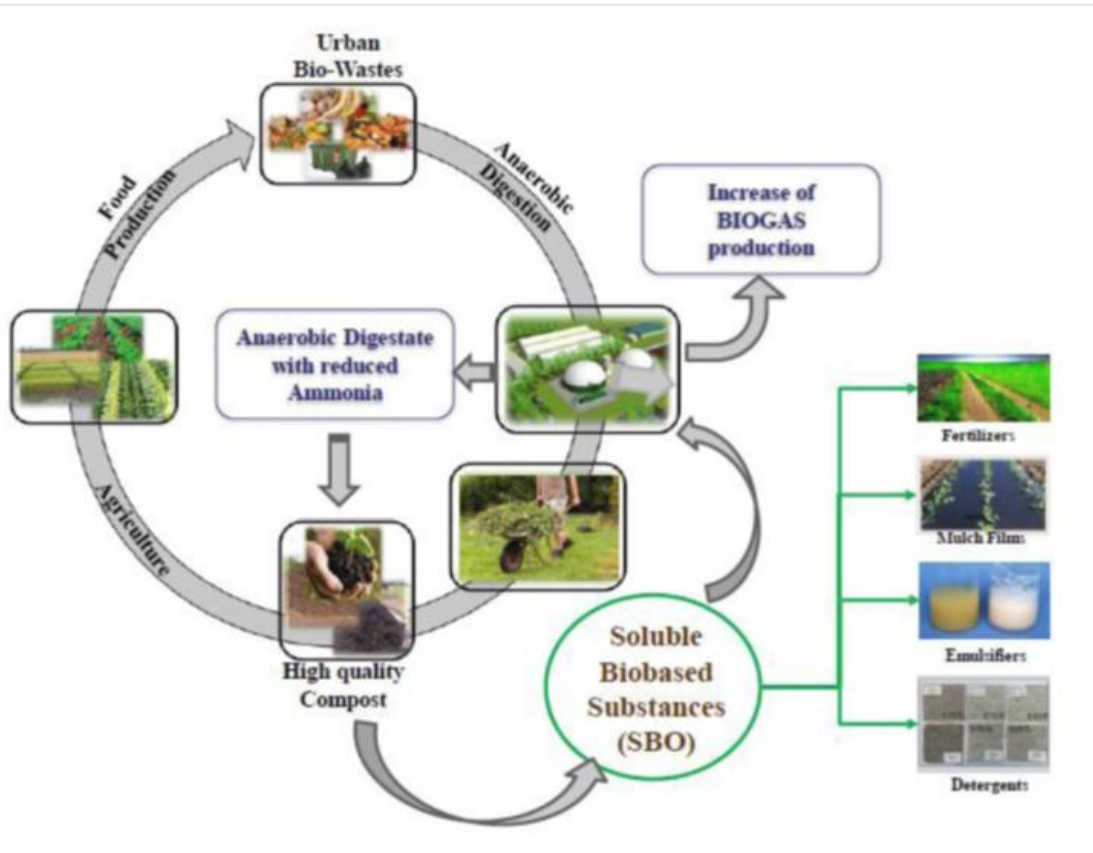 Urban
Bio-Wastes
Anaerobic
Digestion
Food
Production
Increase of
BIOGAS
production
Anaerobic Digestate
with reduced
Ammonia
Fertilizers
Mulch Films
Agriculture
Emulsifiers
High quality
Compost
Soluble
Biobased
Substances
(SBO)
Detergents